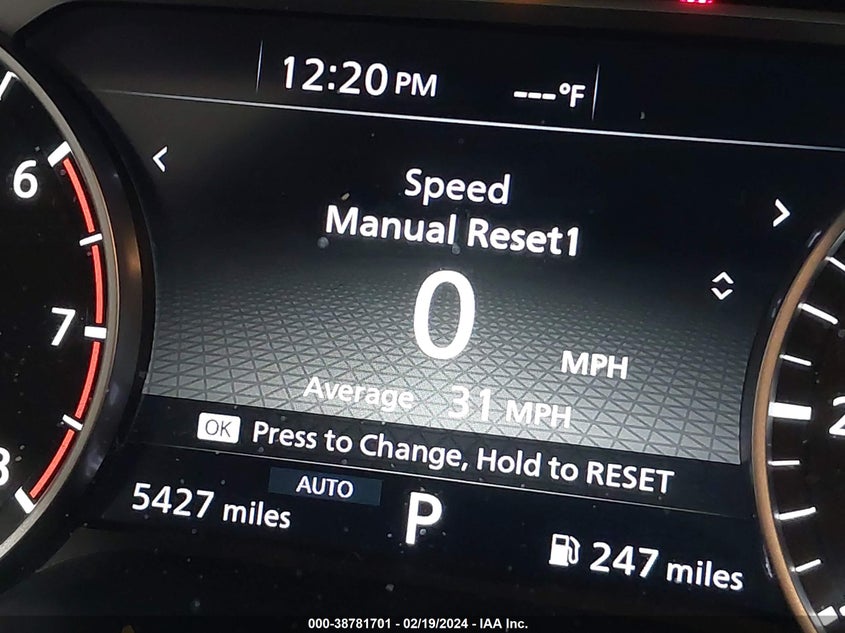 12:20 PM
---°F
6
<
Speed
>
Manual Reset1
7
0
MPH
Average 31 MPH
OK Press to Change, Hold to RESET
AUTO
5427 miles
P
247 miles
000-38781701 - 02/19/2024 - IAA Inc.